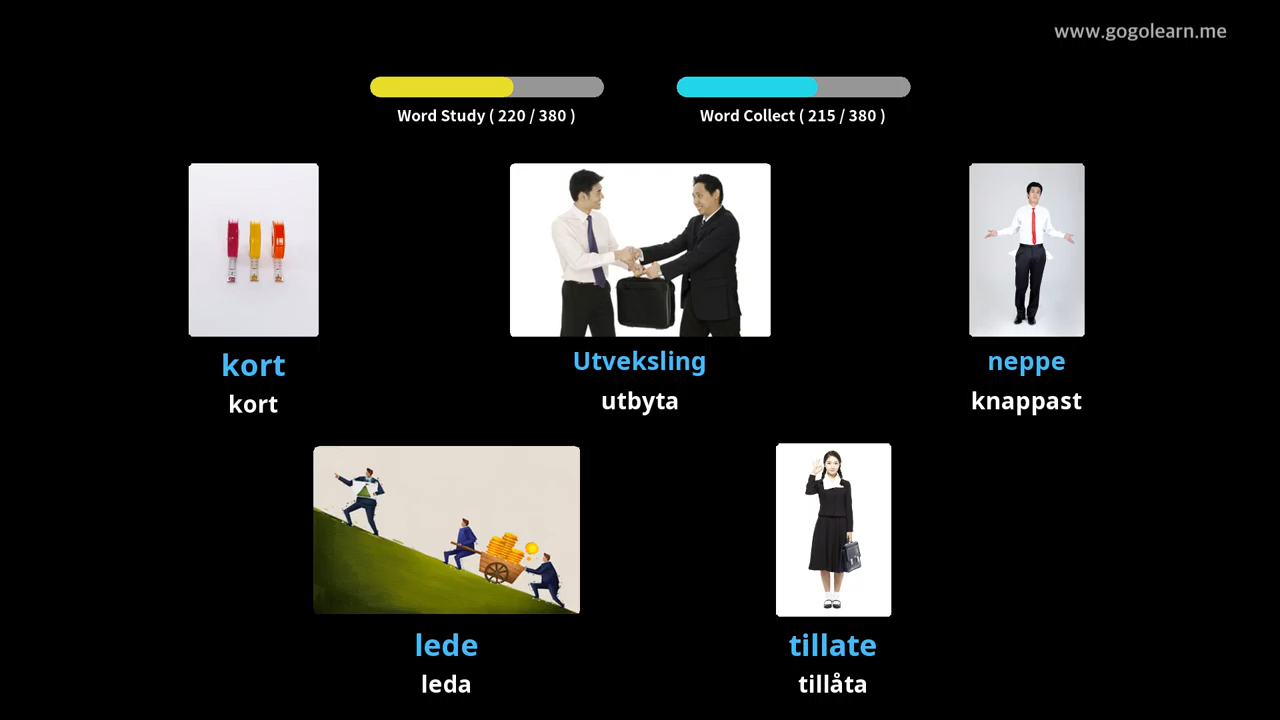 www.gogolearn.me
Word Study ( 220 / 380 )
Word Collect ( 215 / 380 )
kort
kort
Utveksling
utbyta
neppe
knappast
lede
leda
tillate
tillåta